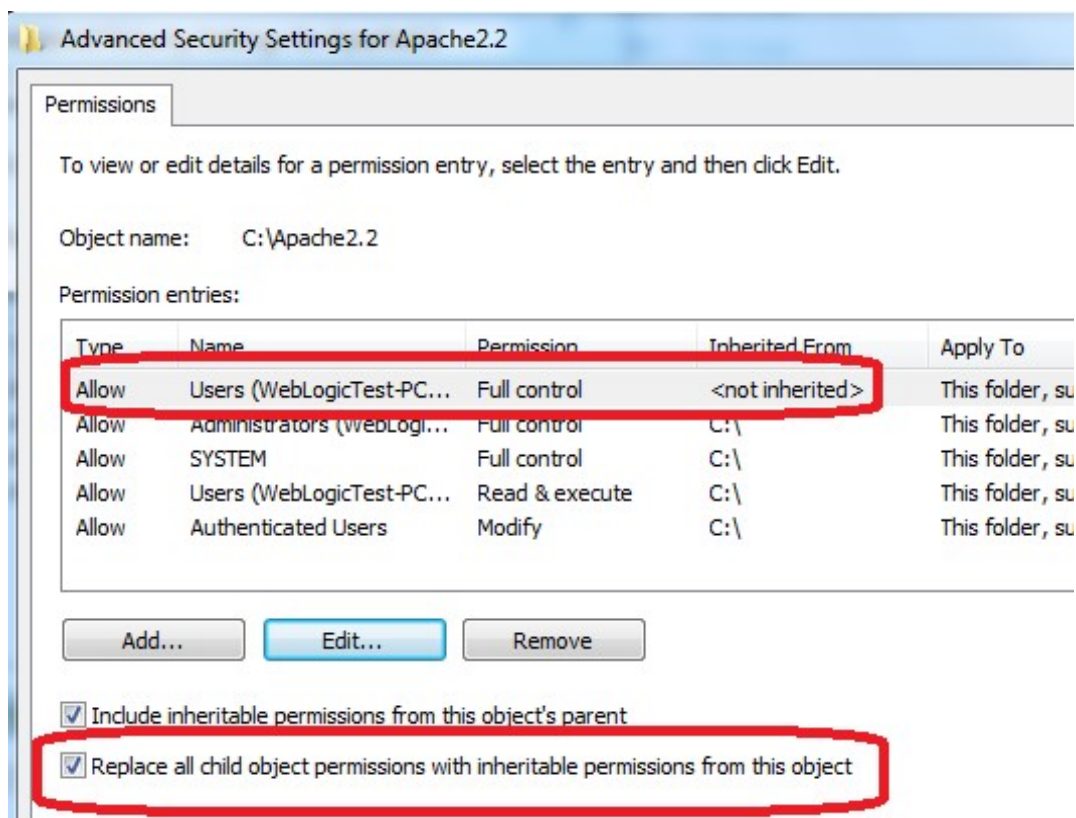 Advanced Security Settings for Apache2.2
Permissions
To view or edit details for a permission entry, select the entry and then click Edit.
Object name: C:\Apache2.2
Permission entries:
Type Name Permission Inherited From Apply To
Allow Users (WebLogicTest-PC... Full control <not inherited> This folder, su
Allow Administrators (WebLogi... Full control C:\ This folder, su
Allow SYSTEM Full control C:\ This folder, su
Allow Users (WebLogicTest-PC... Read & execute C:\ This folder, su
Allow Authenticated Users Modify C:\ This folder, su
Add... Edit... Remove
Include inheritable permissions from this object's parent
Replace all child object permissions with inheritable permissions from this object